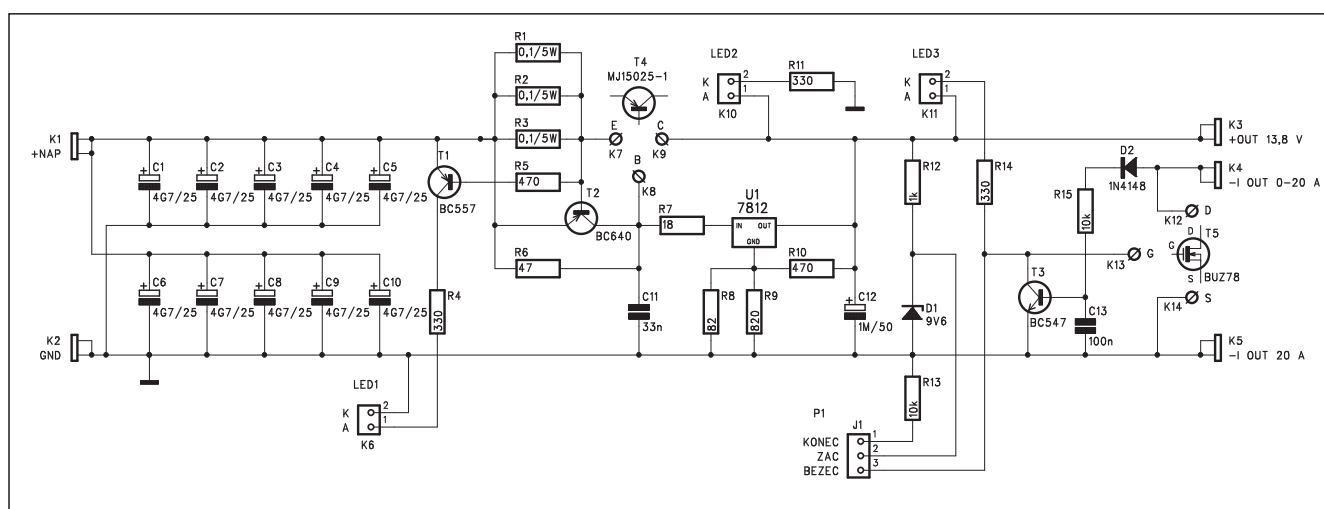 R1
0,1/5W
R2
0,1/5W
R3
0,1/5W
R5
470
T4
MJ15025-1
LED2
K 2
A 1
K10
R11
330
LED3
K 2
A 1
K11
K1
+NAP
C1
4G7/25
C2
4G7/25
C3
4G7/25
C4
4G7/25
C5
4G7/25
T1
BC557
E
K7
C
K9
B
K8
T2
BC640
R6
47
R7
18
U1
7812
IN OUT
GND
R10
470
R12
1k
R14
330
K3
+OUT 13,8 V
D2
1N4148
K4
-I OUT 0-20 A
R15
10k
K12
D
D
G
S
T5
BUZ78
K13
G
K14
S
C6
4G7/25
C7
4G7/25
C8
4G7/25
C9
4G7/25
C10
4G7/25
R4
330
C11
33n
R8
82
R9
820
C12
1M/50
D1
9V6
T3
BC547
C13
100n
K2
GND
K5
-I OUT 20 A
LED1
K 2
A 1
K6
R13
10k
P1
J1
KONEC 1
ZAC 2
BEZEC 3